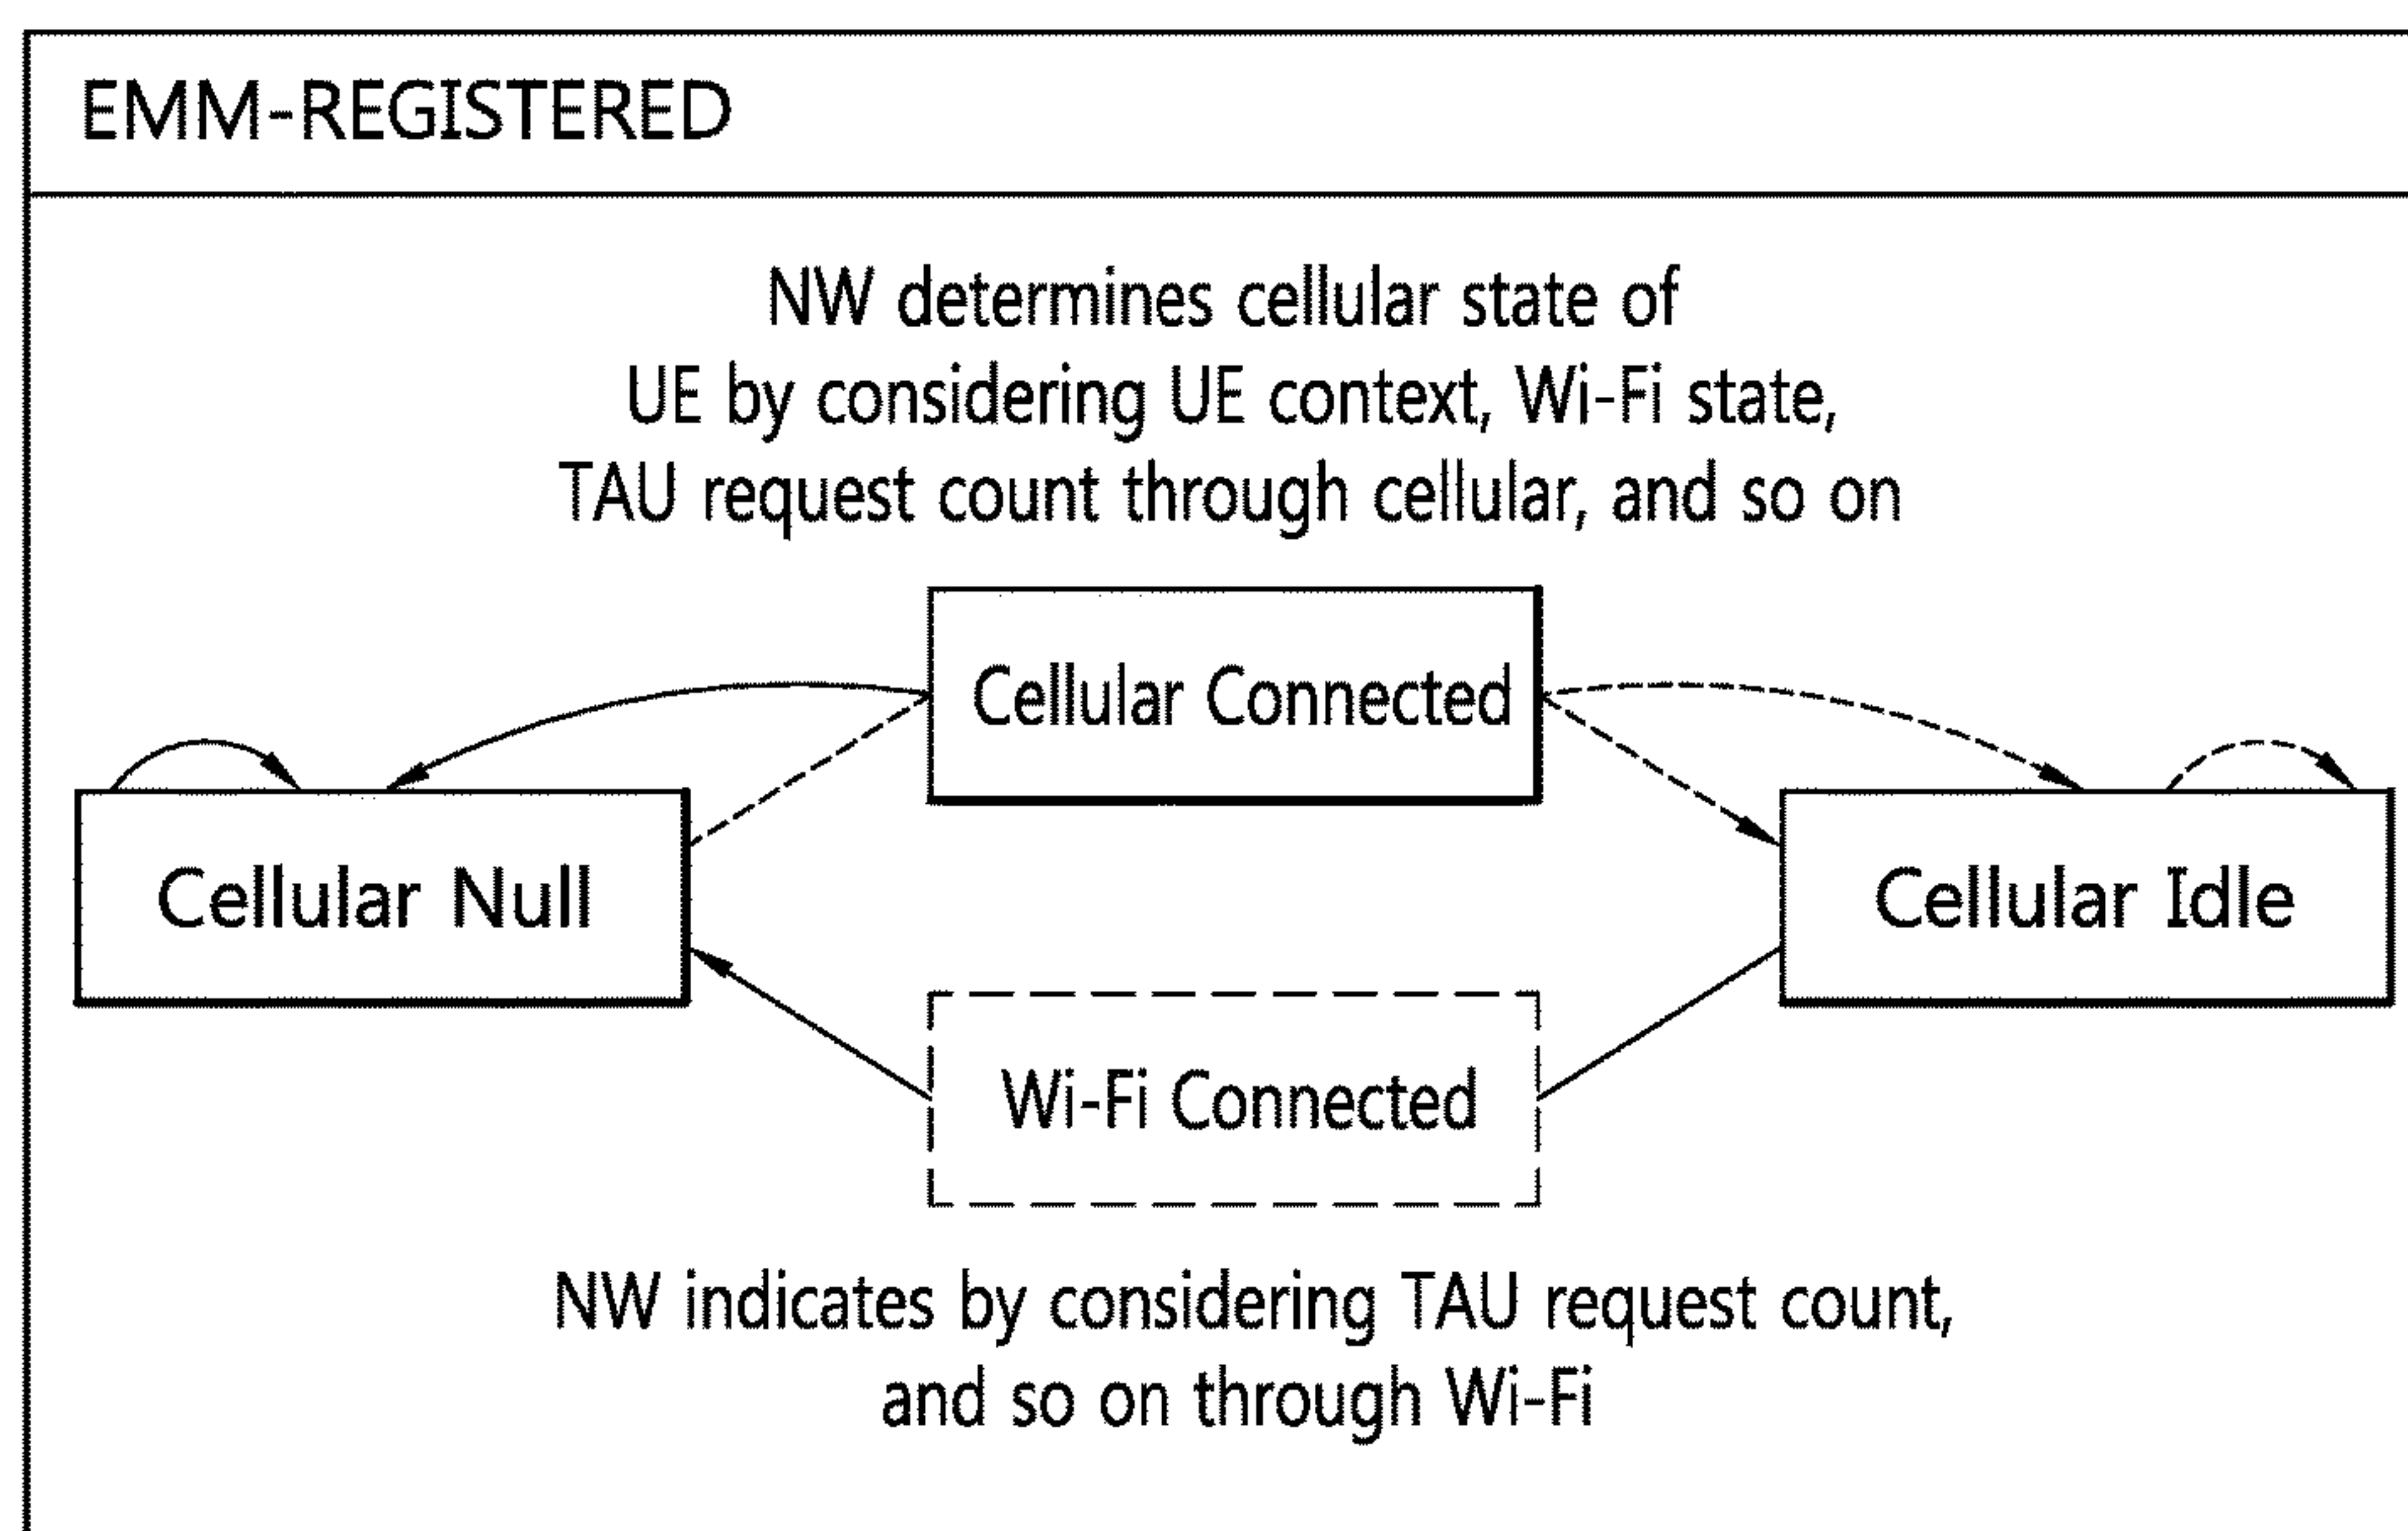 EMM-REGISTERED
NW determines cellular state of
UE by considering UE context, Wi-Fi state,
TAU request count through cellular, and so on
Cellular Connected
Cellular Null
Cellular Idle
Wi-Fi Connected
NW indicates by considering TAU request count,
and so on through Wi-Fi